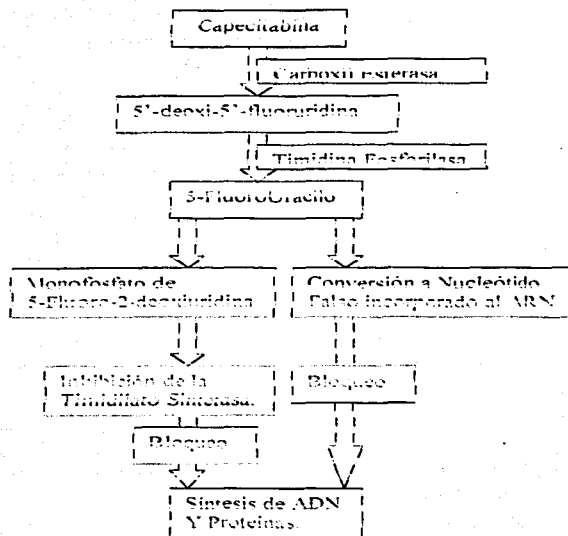 Capecitabina
Carboxil esterasa
5'-deoxi-5'-fluoruridina
Timidina Fosforilasa
5-FluoroUracilo
Monofosfato de
5-Fluoro-2-deoxiuridina
Conversión a Nucleótido
Falso incorporado al ARN
Inhibición de la
Timidilato Sintetasa.
Bloqueo
Bloqueo
Síntesis de ADN
Y Proteínas.